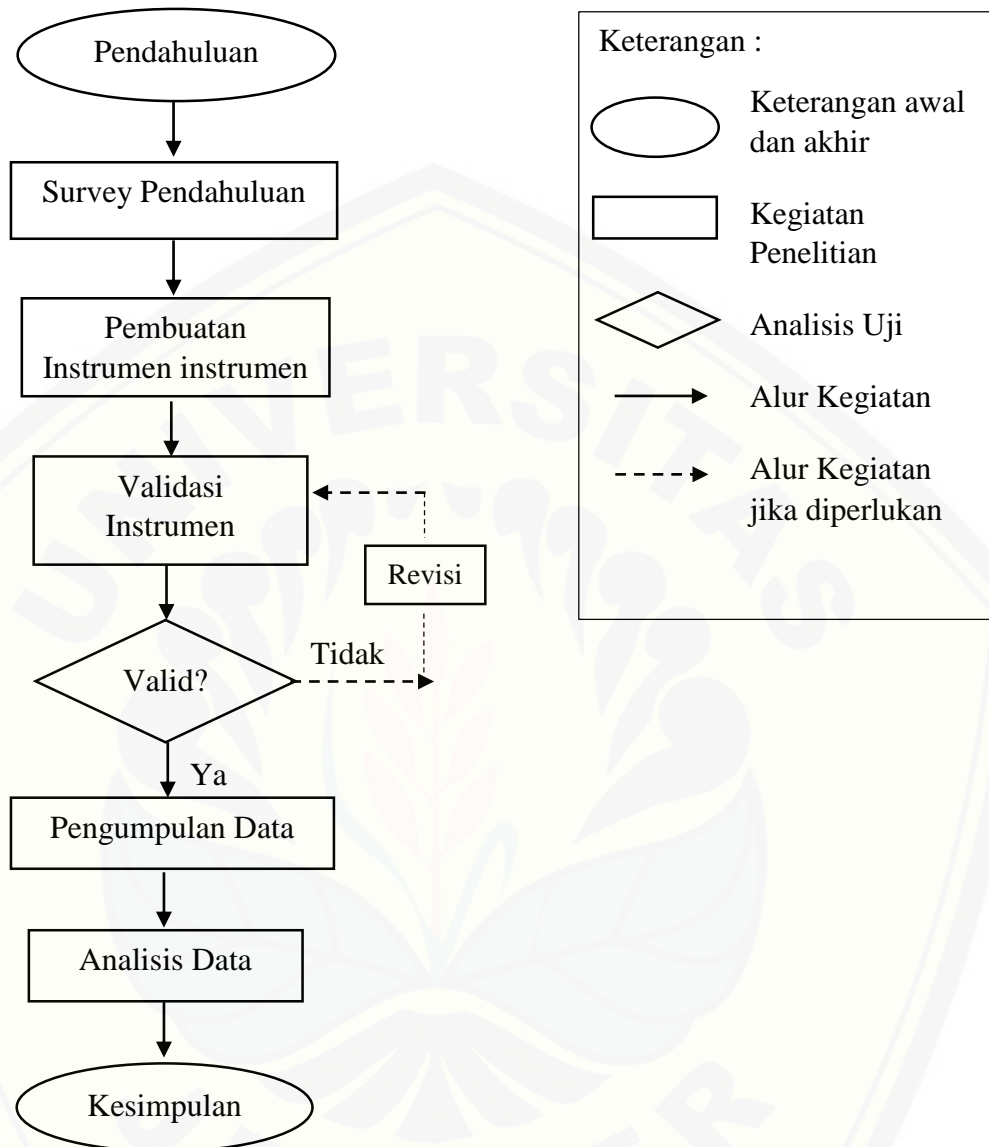 Pendahuluan
Survey Pendahuluan
Pembuatan
Instrumen instrumen
Validasi
Instrumen
Revisi
Valid?
Tidak
Ya
Pengumpulan Data
Analisis Data
Kesimpulan
Keterangan :
Keterangan awal
dan akhir
Kegiatan
Penelitian
Analisis Uji
Alur Kegiatan
Alur Kegiatan
jika diperlukan
UNIVERSITAS